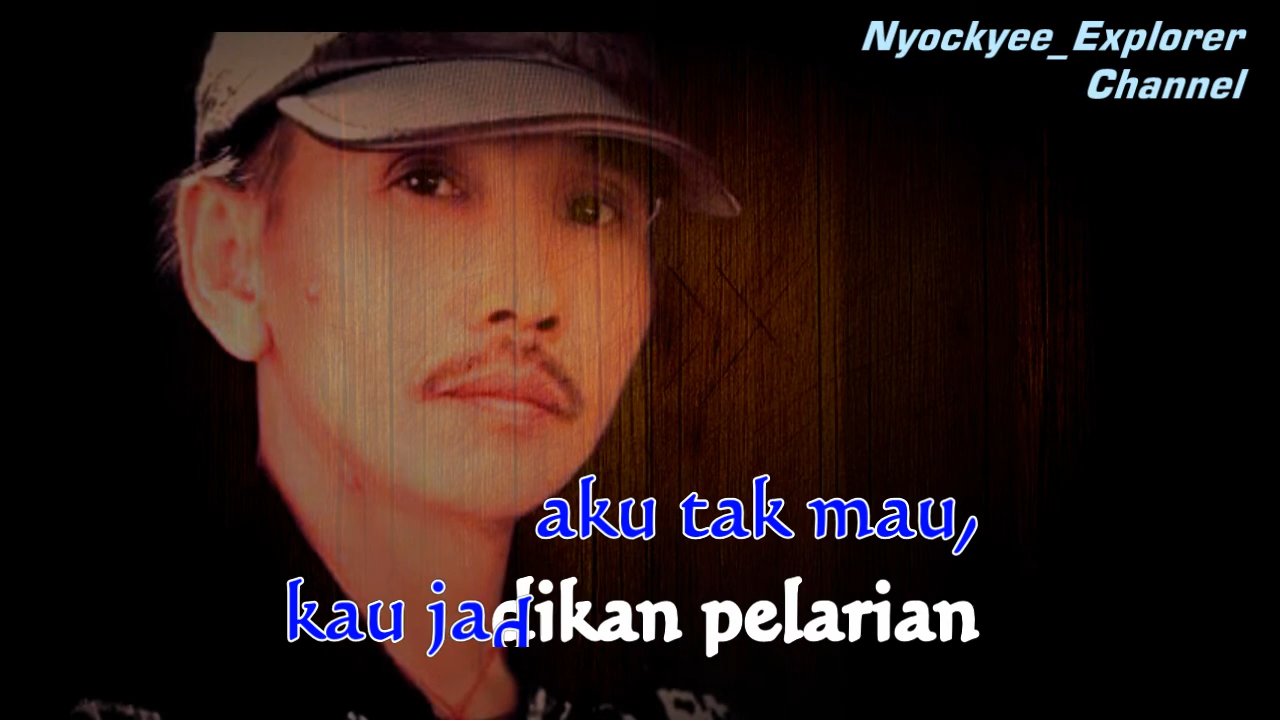 Nyockyee_Explorer
Channel
aku tak mau,
kau jadikan pelarian